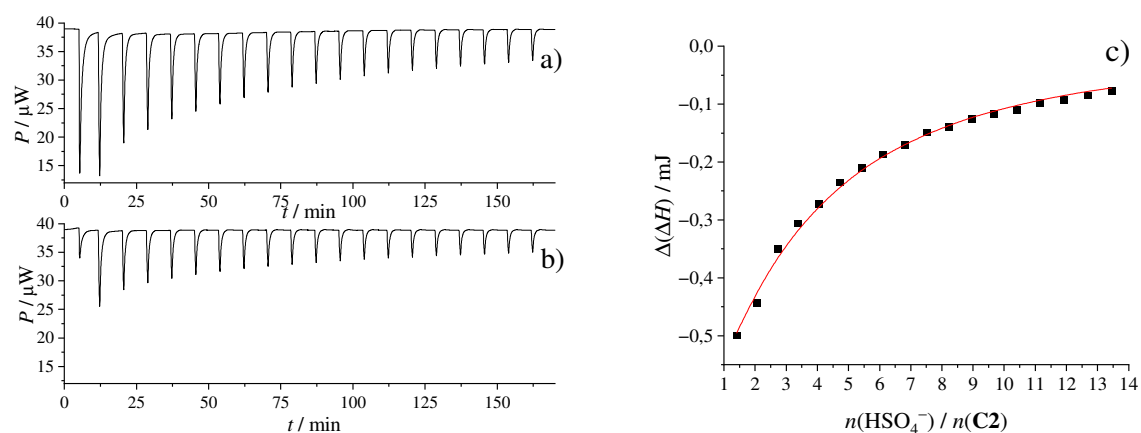 40
35
30
25
20
15
P / µW
a)
0 25 50 75 100 125 150
t / min
40
35
30
25
20
15
P / µW
b)
0 25 50 75 100 125 150
t / min
c)
0,0
−0,1
−0,2
−0,3
−0,4
−0,5
Δ(ΔH) / mJ
1 2 3 4 5 6 7 8 9 10 11 12 13 14
n(HSO₄⁻) / n(C2)